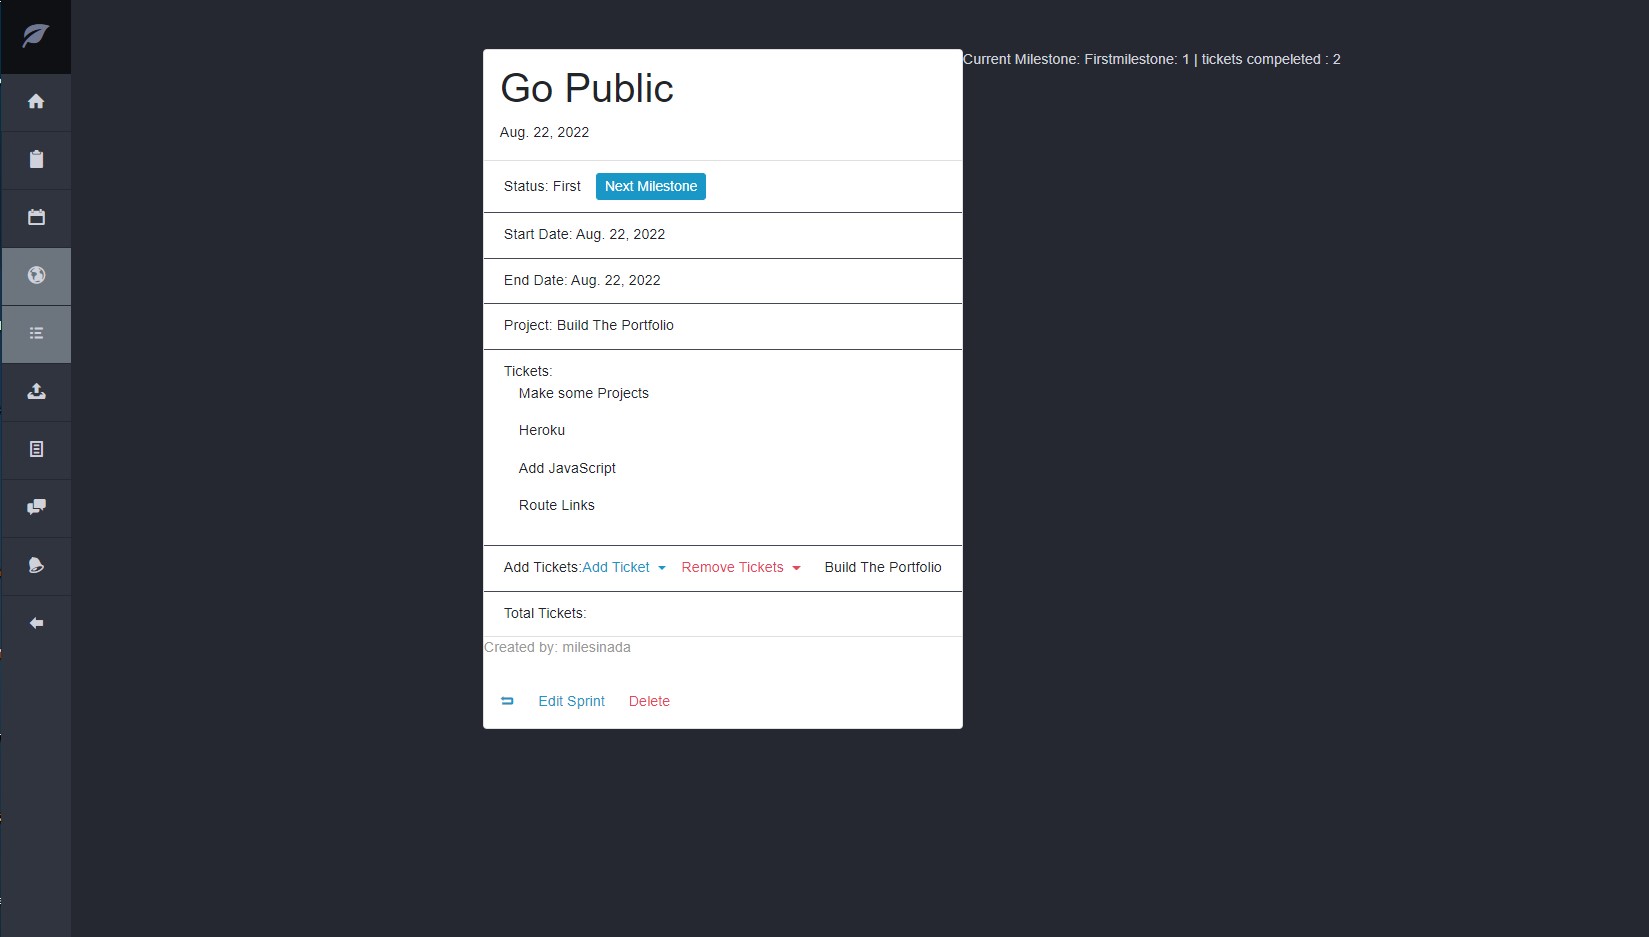 Go Public
Aug. 22, 2022
Status: First Next Milestone
Start Date: Aug. 22, 2022
End Date: Aug. 22, 2022
Project: Build The Portfolio
Tickets:
Make some Projects
Heroku
Add JavaScript
Route Links
Add Tickets:Add Ticket Remove Tickets Build The Portfolio
Total Tickets:
Created by: milesinada
Edit Sprint Delete
Current Milestone: Firstmilestone: 1 | tickets compeleted : 2